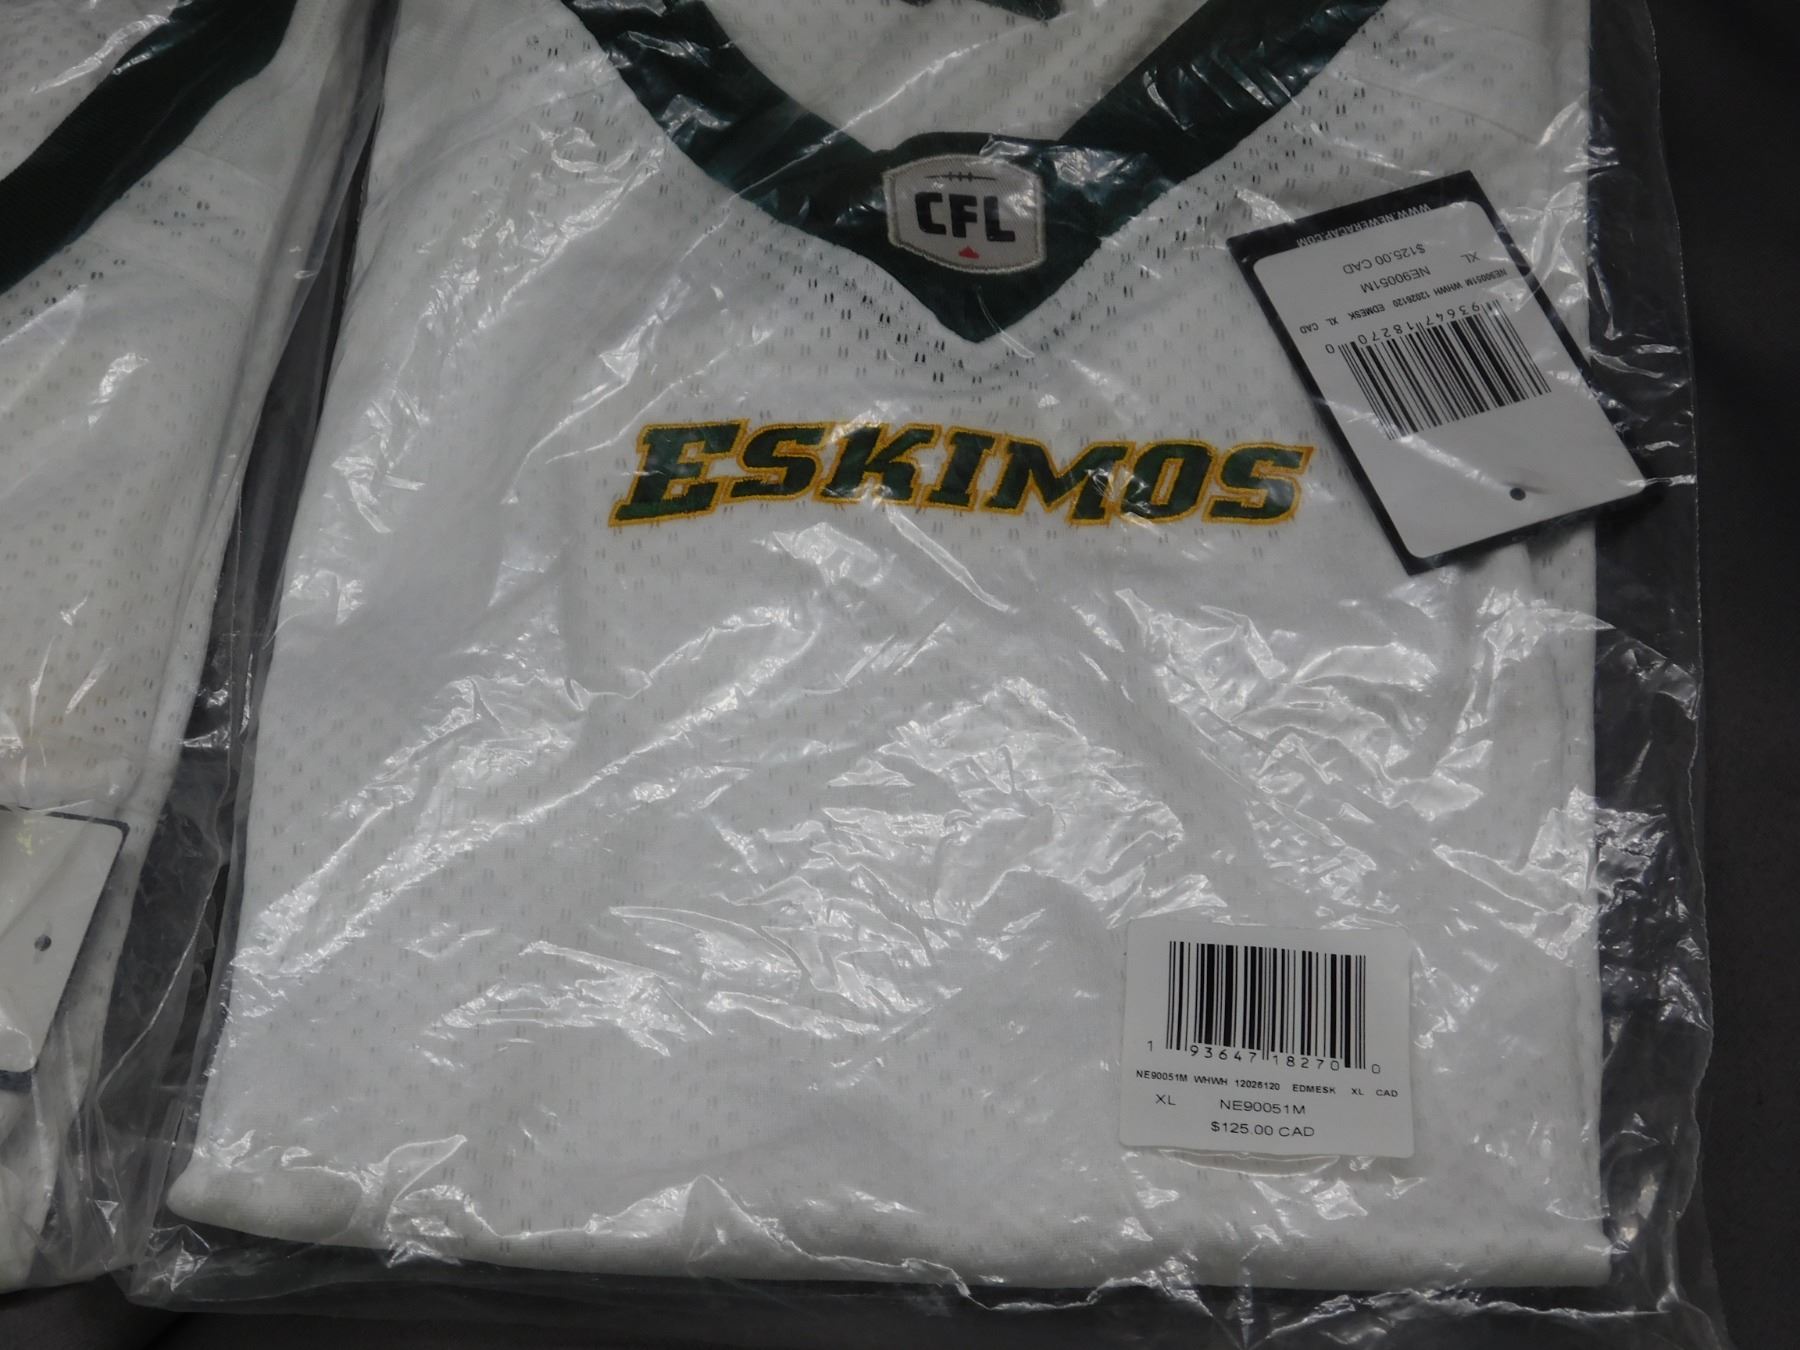 CFL
WWW.NEWERACAP.COM
$125.00 CAD
XL NE90051M
NE90051M WHWH 12026120 EDMESK XL CAD
1 93647 18270 0
ESKIMOS
1 93647 18270 0
NE90051M WHWH 12026120 EDMESK XL CAD
XL NE90051M
$125.00 CAD